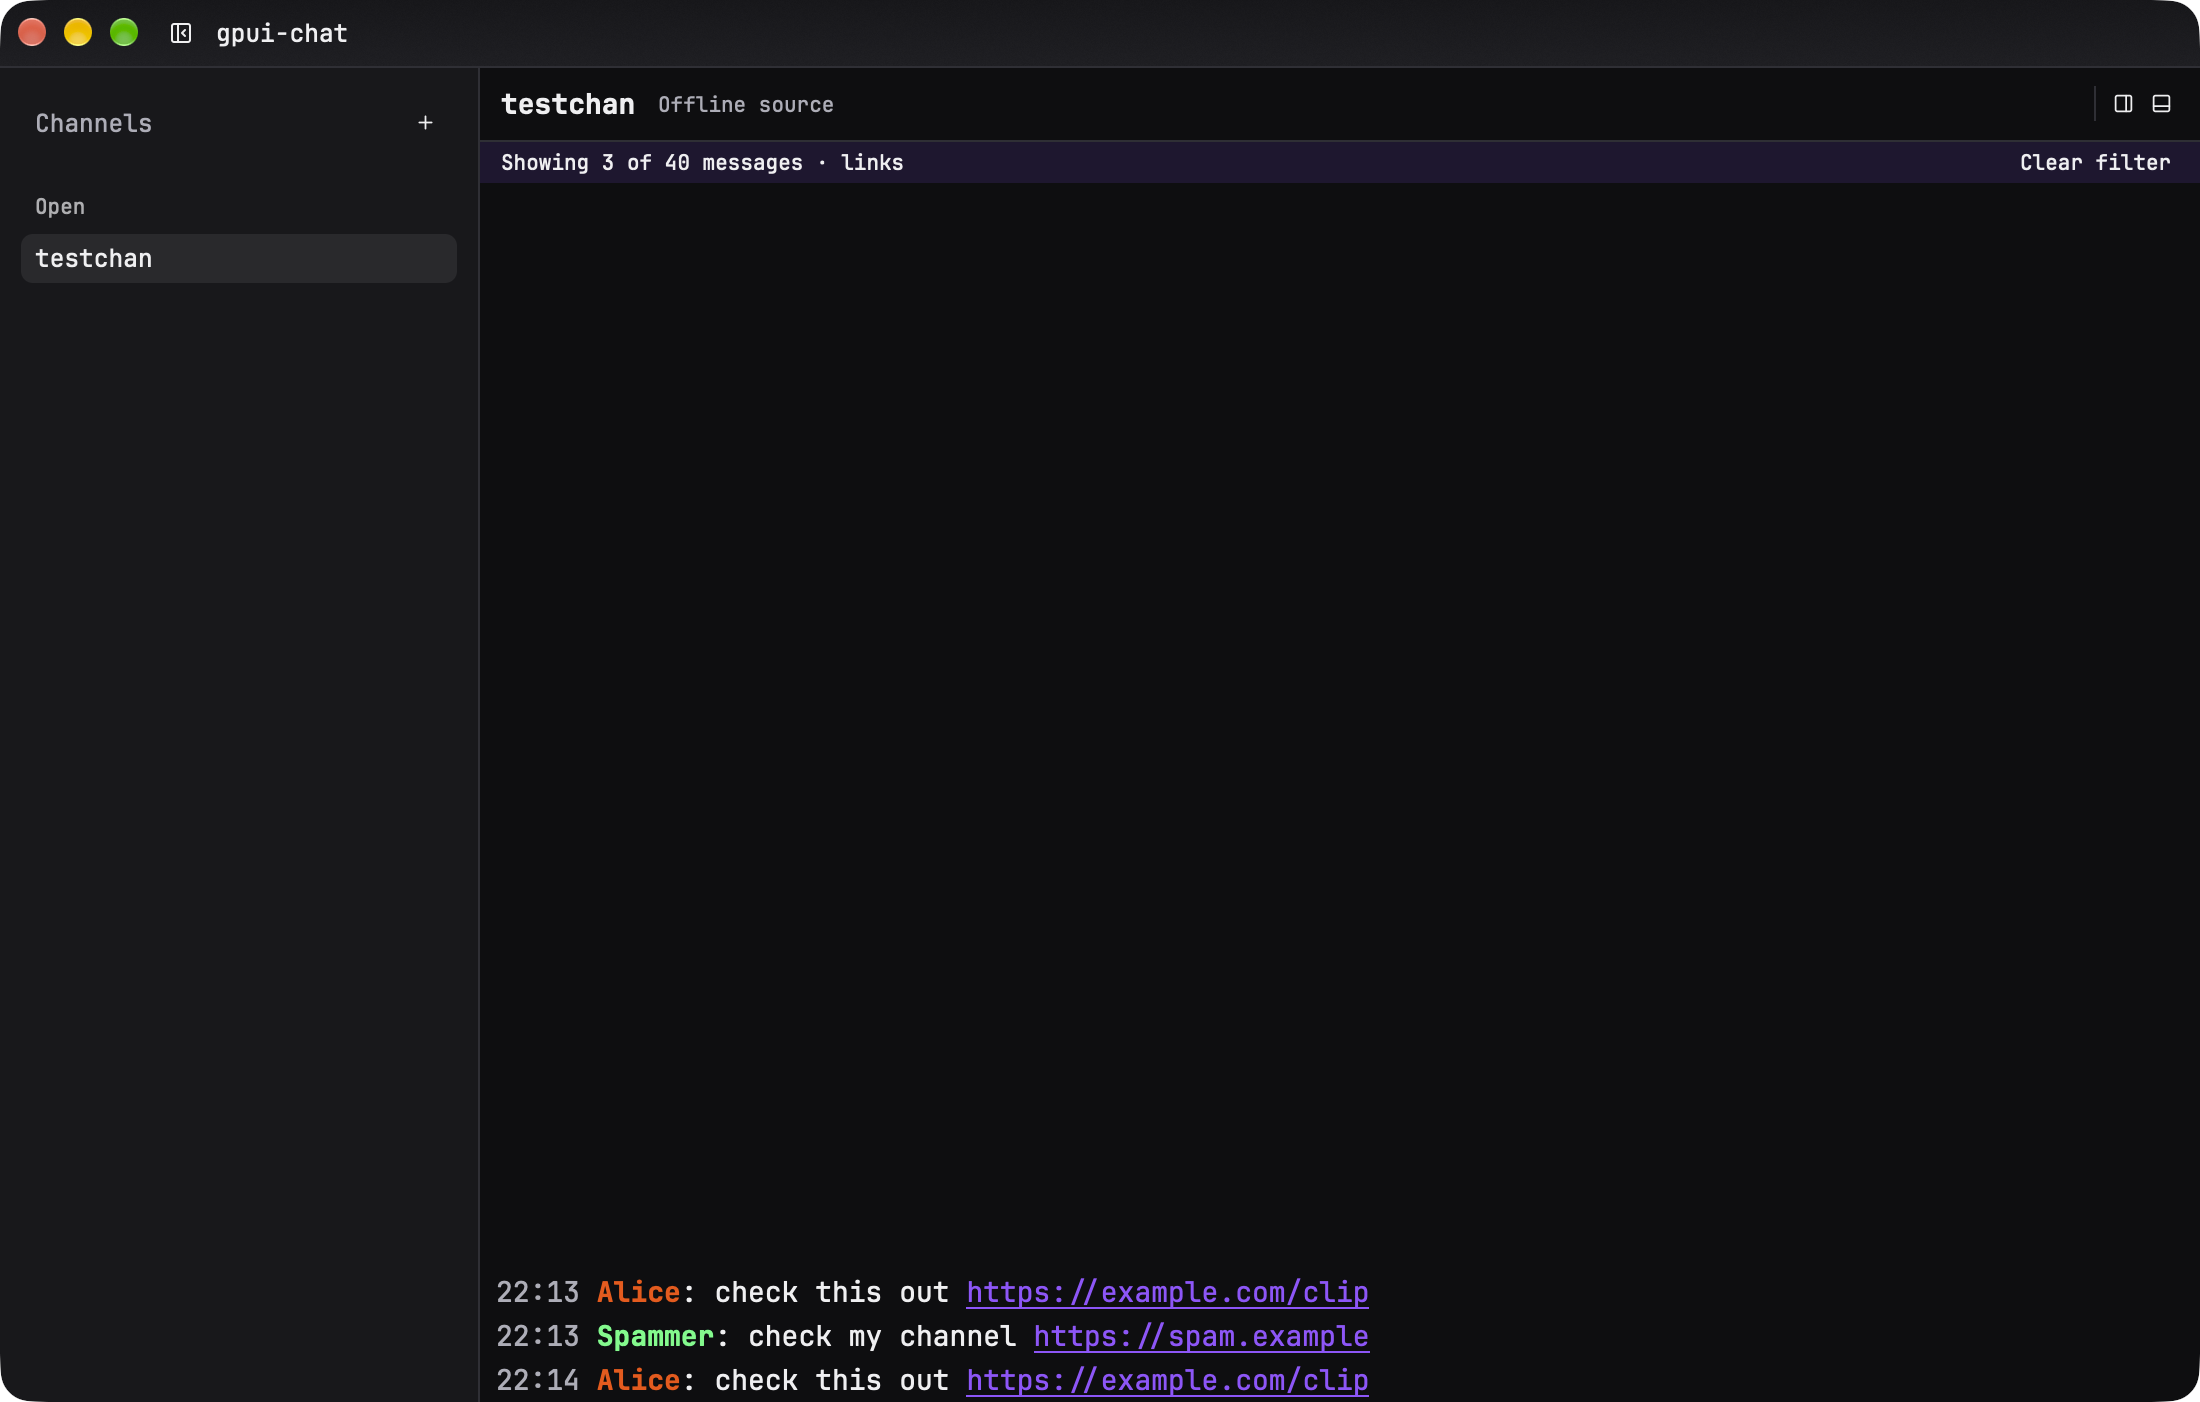 gpui-chat
Channels +
Open
testchan
testchan Offline source
Showing 3 of 40 messages · links Clear filter
22:13 Alice: check this out https://example.com/clip
22:13 Spammer: check my channel https://spam.example
22:14 Alice: check this out https://example.com/clip